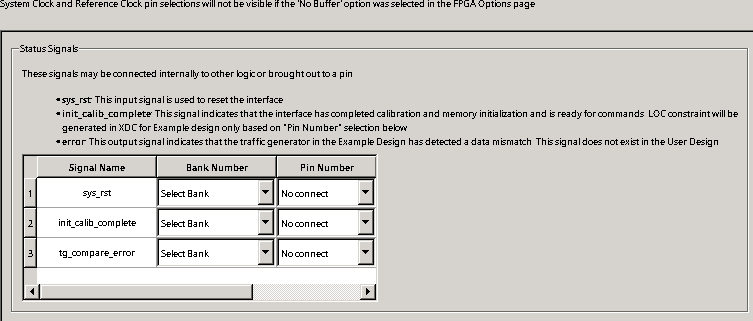 System Clock and Reference Clock pin selections will not be visible if the 'No Buffer' option was selected in the FPGA Options page
Status Signals
These signals may be connected internally to other logic or brought out to a pin
• sys_rst: This input signal is used to reset the interface
• init_calib_complete: This signal indicates that the interface has completed calibration and memory initialization and is ready for commands LOC constraint will be
generated in XDC for Example design only based on "Pin Number" selection below
• error: This output signal indicates that the traffic generator in the Example Design has detected a data mismatch This signal does not exist in the User Design
Signal Name Bank Number Pin Number
1 sys_rst Select Bank No connect
2 init_calib_complete Select Bank No connect
3 tg_compare_error Select Bank No connect